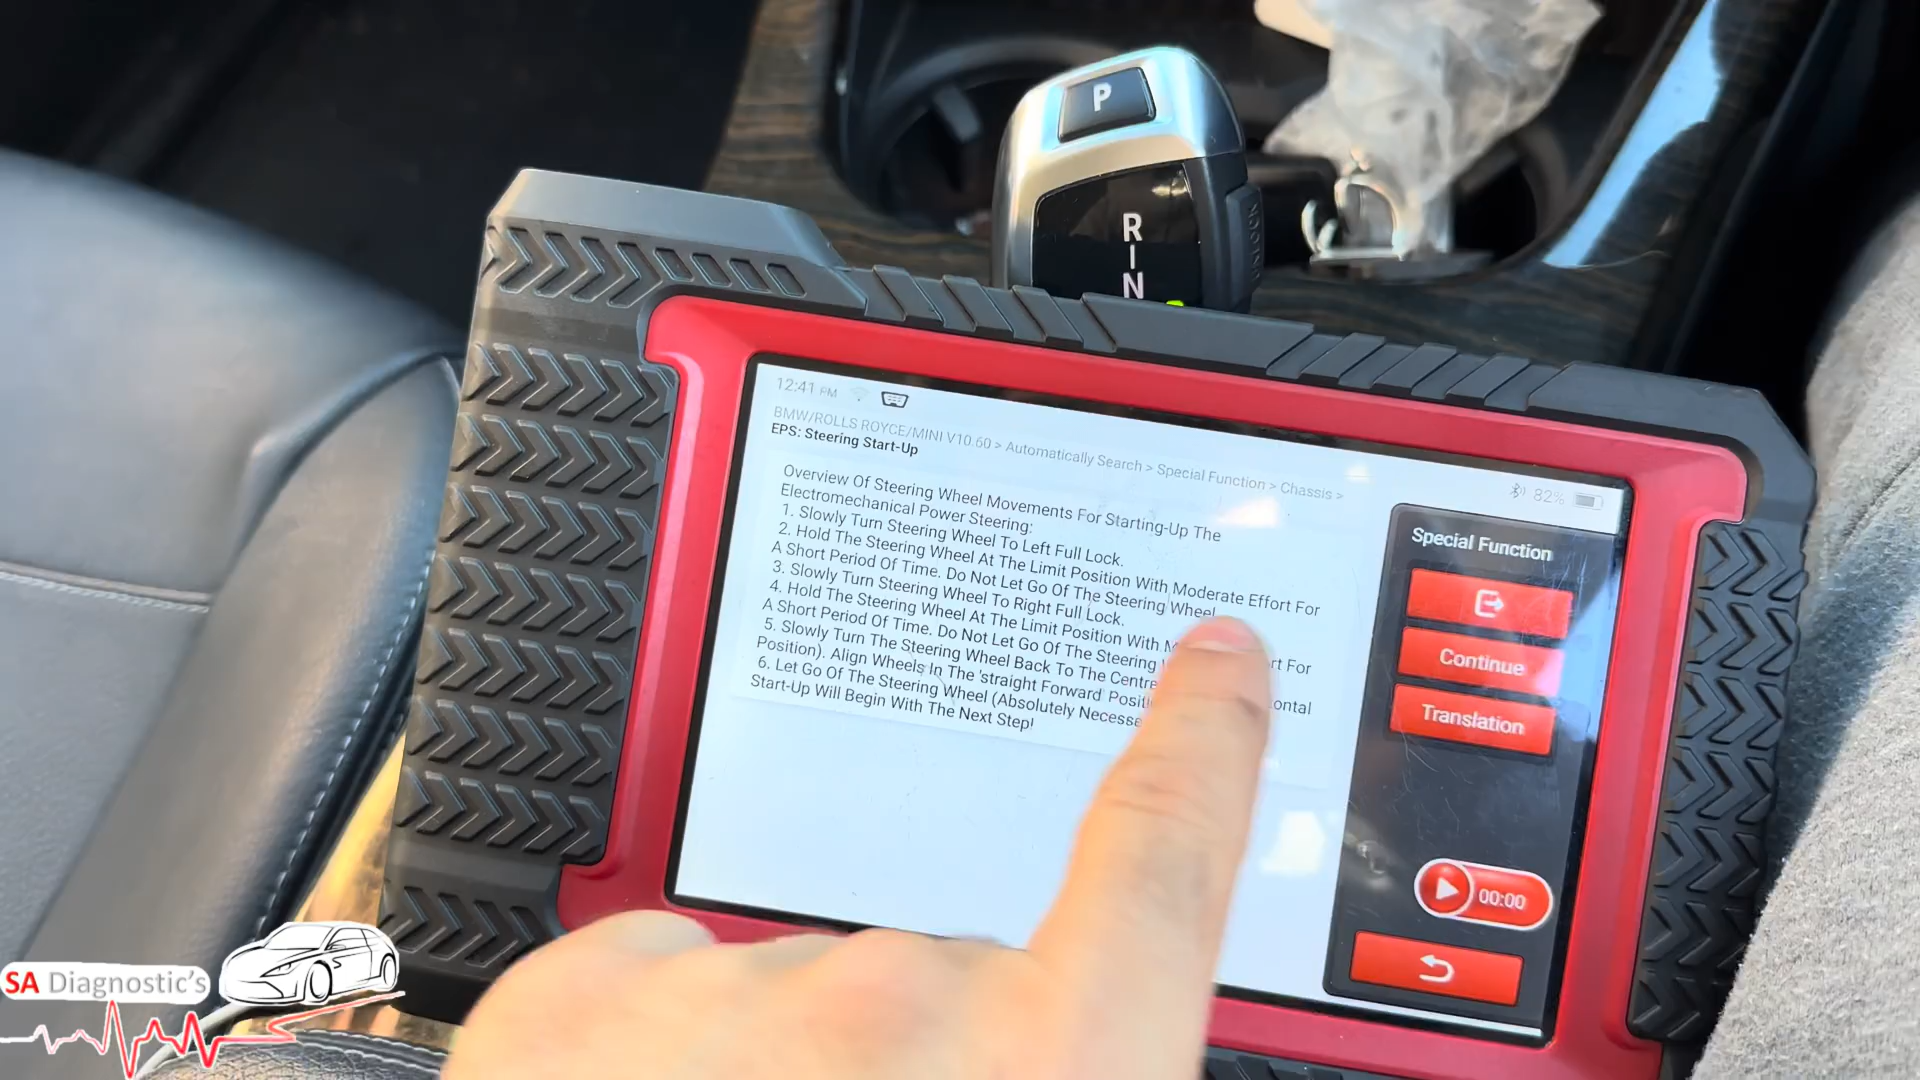 P
R
N
UNLOCK
12:41 PM
82%
BMW/ROLLS ROYCE/MINI V10.60 > Automatically Search > Special Function > Chassis >
EPS: Steering Start-Up
Overview Of Steering Wheel Movements For Starting-Up The
Electromechanical Power Steering:
1. Slowly Turn Steering Wheel To Left Full Lock.
2. Hold The Steering Wheel At The Limit Position With Moderate Effort For
A Short Period Of Time. Do Not Let Go Of The Steering Wheel
3. Slowly Turn Steering Wheel To Right Full Lock.
4. Hold The Steering Wheel At The Limit Position With For
A Short Period Of Time. Do Not Let Go Of The Steering
5. Slowly Turn The Steering Wheel Back To The Centre
Position). Align Wheels In The 'straight Forward
6. Let Go Of The Steering Wheel (Absolutely
Start-Up Will Begin With The Next Step!
Special Function
Continue
Translation
00:00
SA Diagnostic's